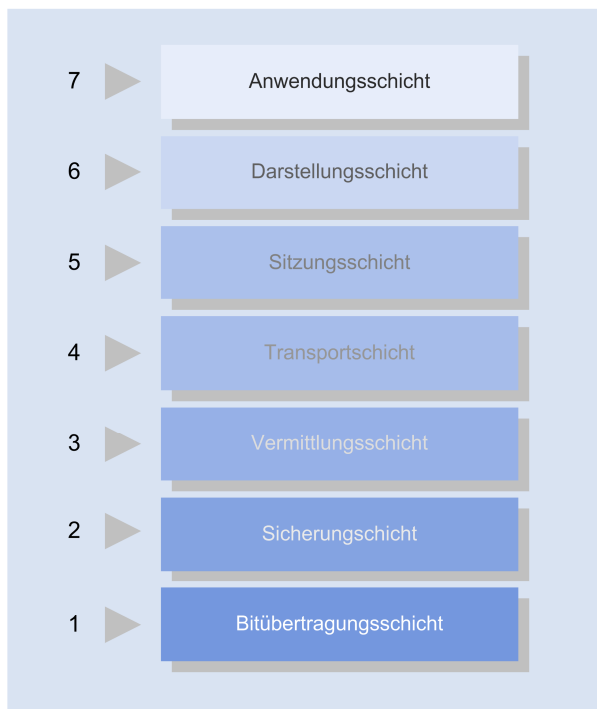 7 Anwendungsschicht
6 Darstellungsschicht
5 Sitzungsschicht
4 Transportschicht
3 Vermittlungsschicht
2 Sicherungschicht
1 Bitübertragungsschicht